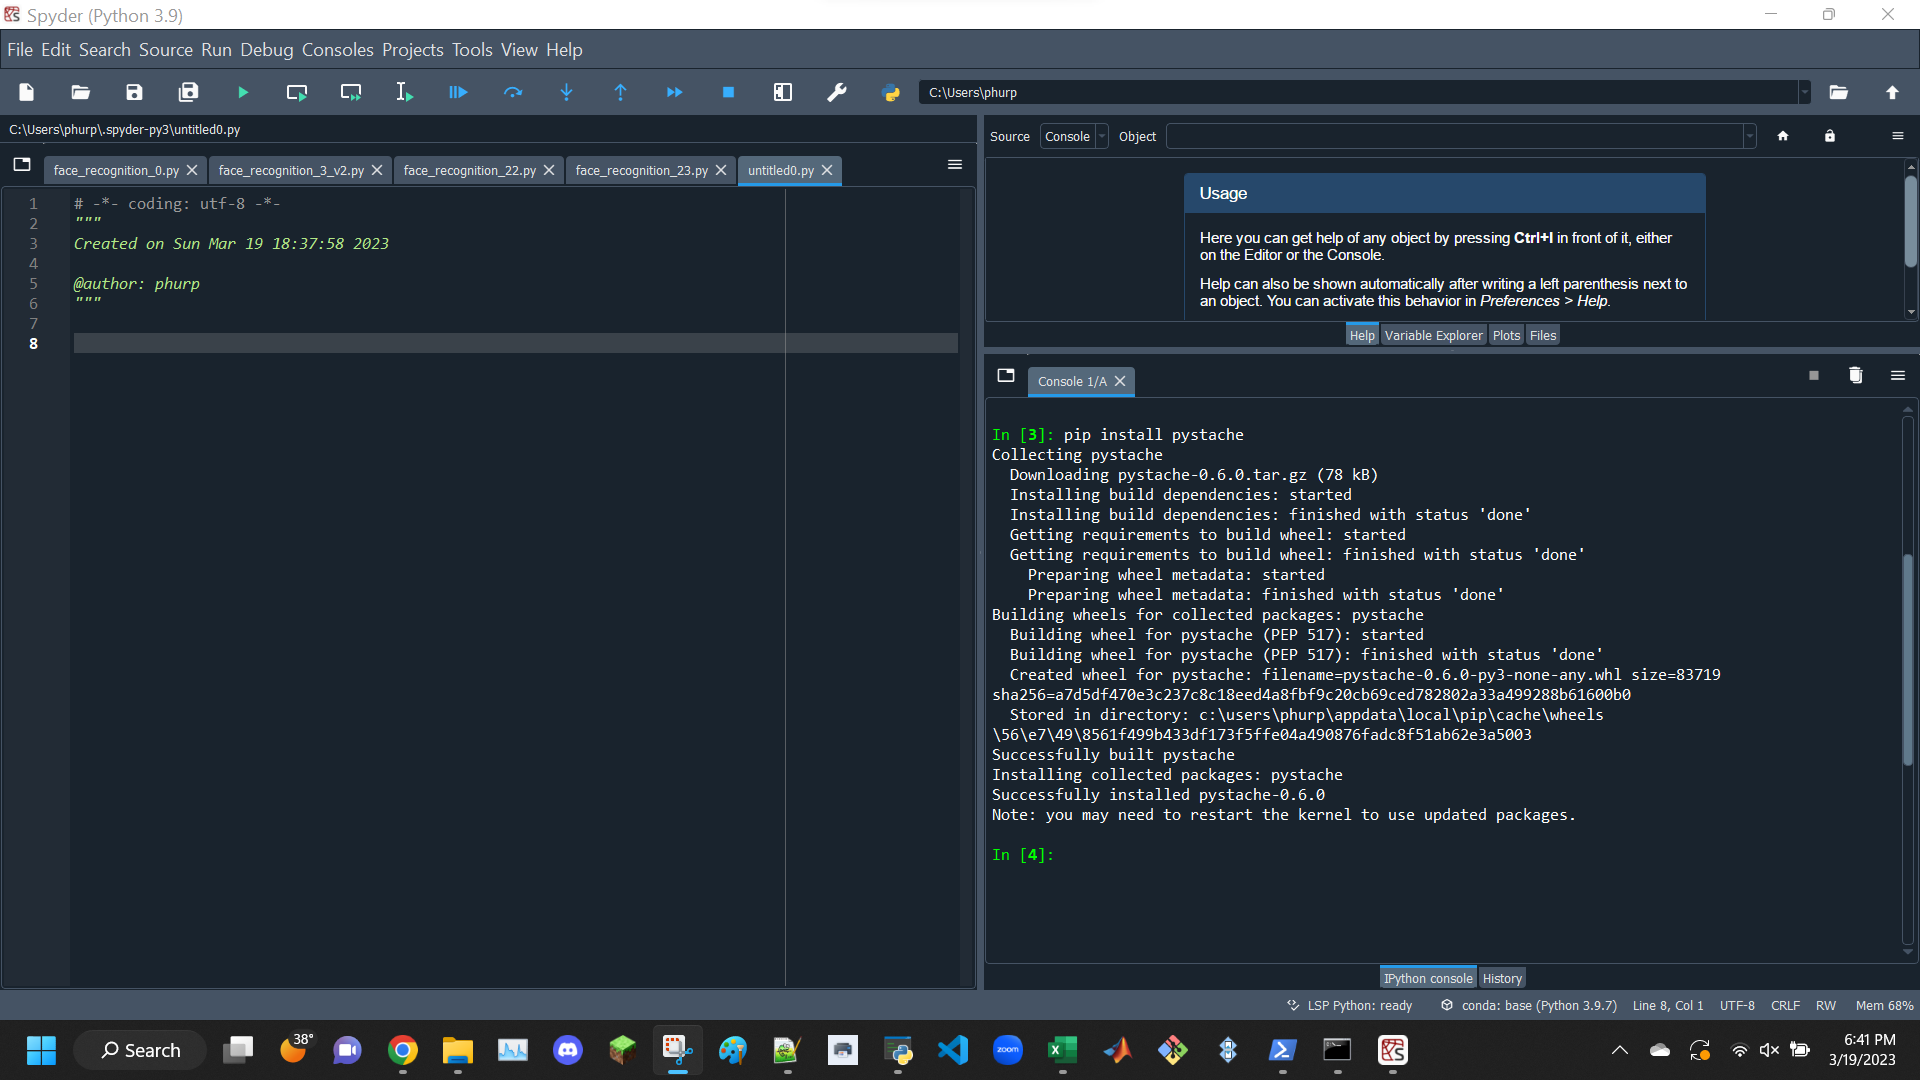 Spyder (Python 3.9)
File Edit Search Source Run Debug Consoles Projects Tools View Help
C:\Users\phurp
C:\Users\phurp\.spyder-py3\untitled0.py
face_recognition_0.py face_recognition_3_v2.py face_recognition_22.py face_recognition_23.py untitled0.py
1 # -*- coding: utf-8 -*-
2 """
3 Created on Sun Mar 19 18:37:58 2023
4
5 @author: phurp
6 """
7
8
Source Console Object
Usage
Here you can get help of any object by pressing Ctrl+I in front of it, either
on the Editor or the Console.
Help can also be shown automatically after writing a left parenthesis next to
an object. You can activate this behavior in Preferences > Help.
Help Variable Explorer Plots Files
Console 1/A
In [3]: pip install pystache
Collecting pystache
Downloading pystache-0.6.0.tar.gz (78 kB)
Installing build dependencies: started
Installing build dependencies: finished with status 'done'
Getting requirements to build wheel: started
Getting requirements to build wheel: finished with status 'done'
Preparing wheel metadata: started
Preparing wheel metadata: finished with status 'done'
Building wheels for collected packages: pystache
Building wheel for pystache (PEP 517): started
Building wheel for pystache (PEP 517): finished with status 'done'
Created wheel for pystache: filename=pystache-0.6.0-py3-none-any.whl size=83719
sha256=a7d5df470e3c237c8c18eed4a8fbf9c20cb69ced782802a33a499288b61600b0
Stored in directory: c:\users\phurp\appdata\local\pip\cache\wheels
\56\e7\49\8561f499b433df173f5ffe04a490876fadc8f51ab62e3a5003
Successfully built pystache
Installing collected packages: pystache
Successfully installed pystache-0.6.0
Note: you may need to restart the kernel to use updated packages.
In [4]:
IPython console History
LSP Python: ready conda: base (Python 3.9.7) Line 8, Col 1 UTF-8 CRLF RW Mem 68%
Search 38° zoom 6:41 PM
3/19/2023